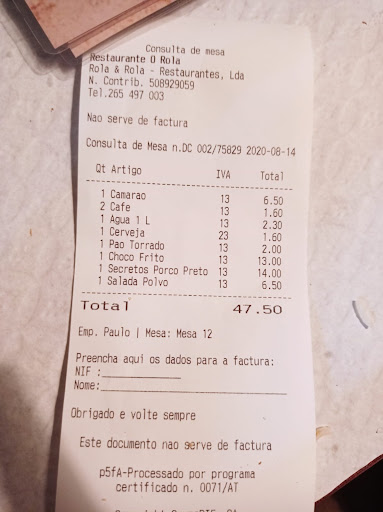 Consulta de mesa
Restaurante O Rola
Rola & Rola - Restaurantes, Lda
N. Contrib. 508929059
Tel.265 497 003
Nao serve de factura
Consulta de Mesa n.DC 002/75829 2020-08-14
Qt Artigo IVA Total
1 Camarao 13 6.50
2 Cafe 13 1.60
1 Agua 1 L 13 2.30
1 Cerveja 23 1.60
1 Pao Torrado 13 2.00
1 Choco Frito 13 13.00
1 Secretos Porco Preto 13 14.00
1 Salada Polvo 13 6.50
Total 47.50
Emp. Paulo | Mesa: Mesa 12
Preencha aqui os dados para a factura:
NIF :
Nome:
Obrigado e volte sempre
Este documento nao serve de factura
p5fA-Processado por programa
certificado n. 0071/AT